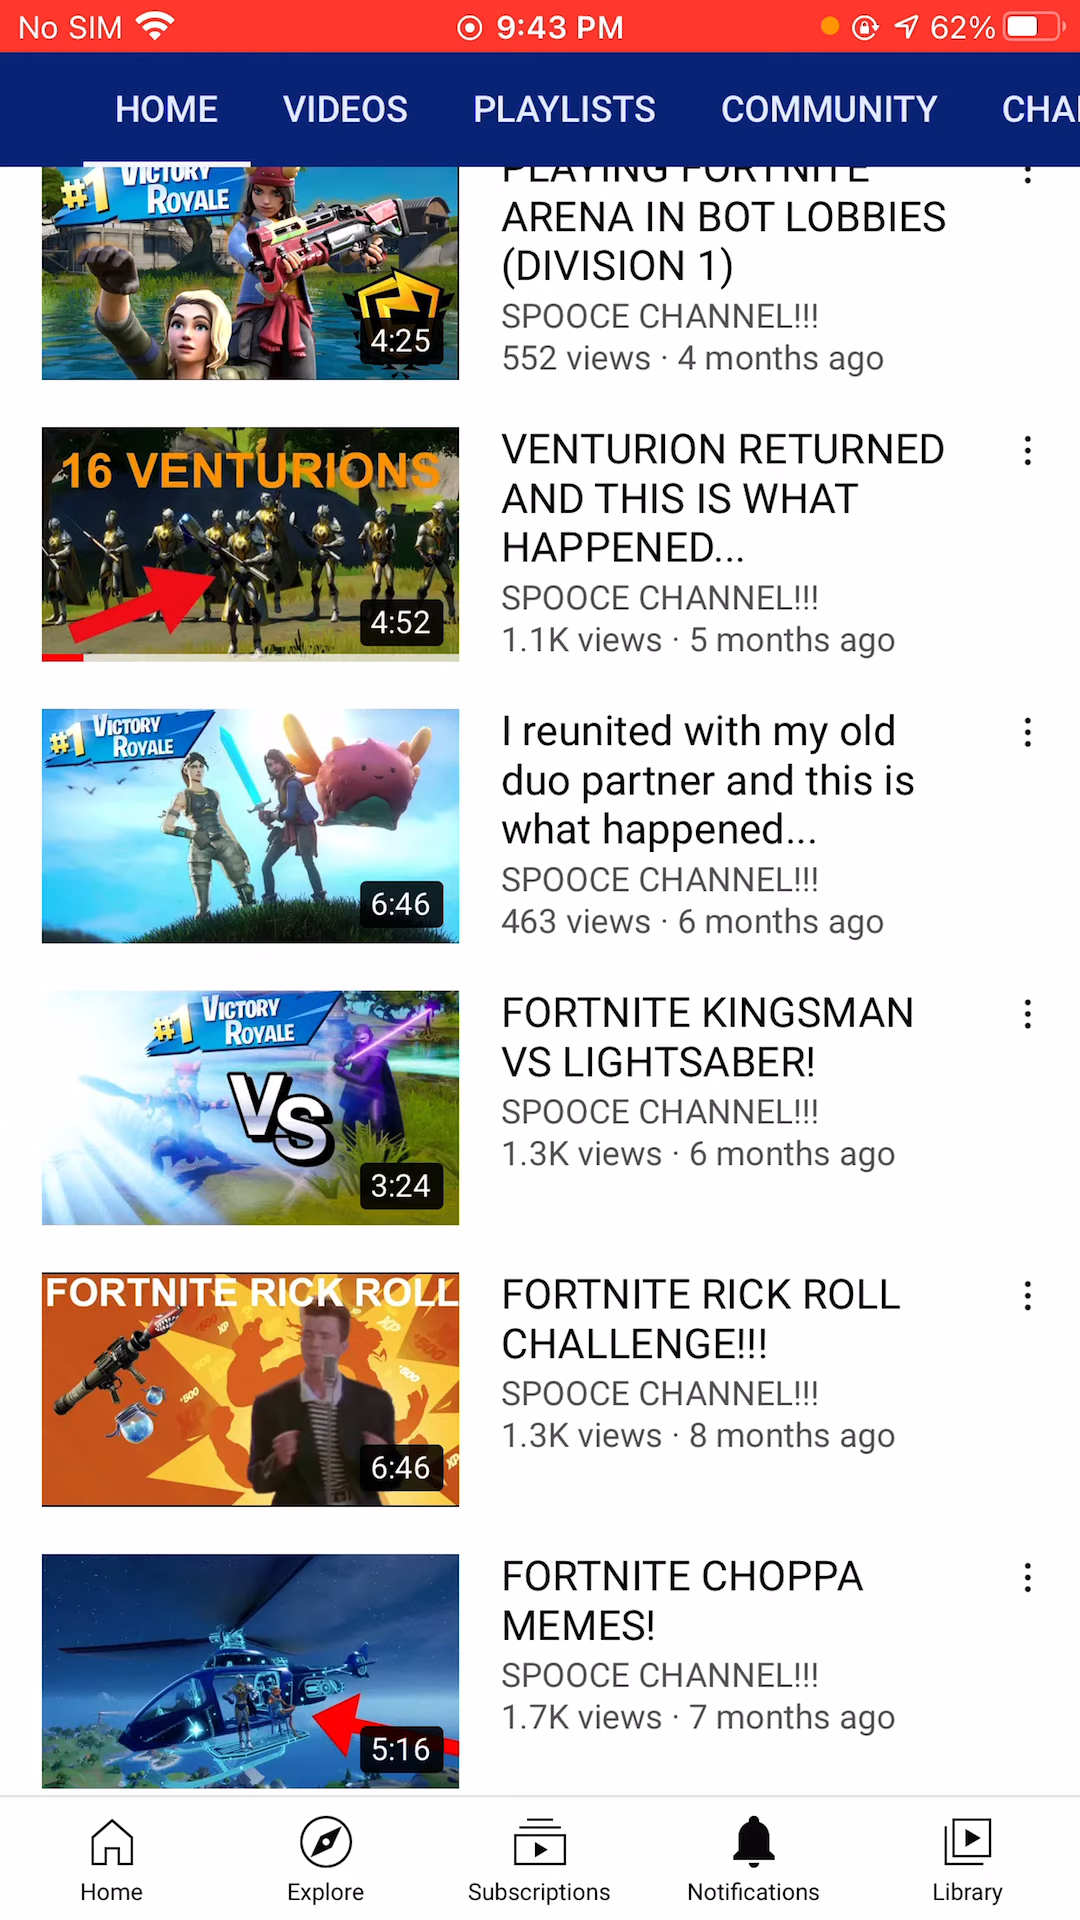 No SIM
9:43 PM
62%
HOME
VIDEOS
PLAYLISTS
COMMUNITY
CHA
#1 VICTORY ROYALE
4:25
PLAYING FORTNITE
ARENA IN BOT LOBBIES
(DIVISION 1)
SPOOCE CHANNEL!!!
552 views · 4 months ago
16 VENTURIONS
4:52
VENTURION RETURNED
AND THIS IS WHAT
HAPPENED...
SPOOCE CHANNEL!!!
1.1K views · 5 months ago
#1 VICTORY ROYALE
6:46
I reunited with my old
duo partner and this is
what happened...
SPOOCE CHANNEL!!!
463 views · 6 months ago
#1 VICTORY ROYALE
VS
3:24
FORTNITE KINGSMAN
VS LIGHTSABER!
SPOOCE CHANNEL!!!
1.3K views · 6 months ago
FORTNITE RICK ROLL
6:46
FORTNITE RICK ROLL
CHALLENGE!!!
SPOOCE CHANNEL!!!
1.3K views · 8 months ago
5:16
FORTNITE CHOPPA
MEMES!
SPOOCE CHANNEL!!!
1.7K views · 7 months ago
Home
Explore
Subscriptions
Notifications
Library